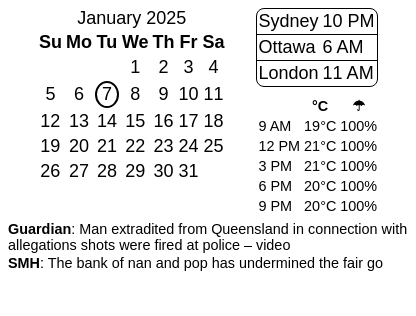 January 2025
Su Mo Tu We Th Fr Sa
1 2 3 4
5 6 7 8 9 10 11
12 13 14 15 16 17 18
19 20 21 22 23 24 25
26 27 28 29 30 31
Sydney 10 PM
Ottawa 6 AM
London 11 AM
°C ☂
9 AM 19°C 100%
12 PM 21°C 100%
3 PM 21°C 100%
6 PM 20°C 100%
9 PM 20°C 100%
Guardian: Man extradited from Queensland in connection with
allegations shots were fired at police – video
SMH: The bank of nan and pop has undermined the fair go